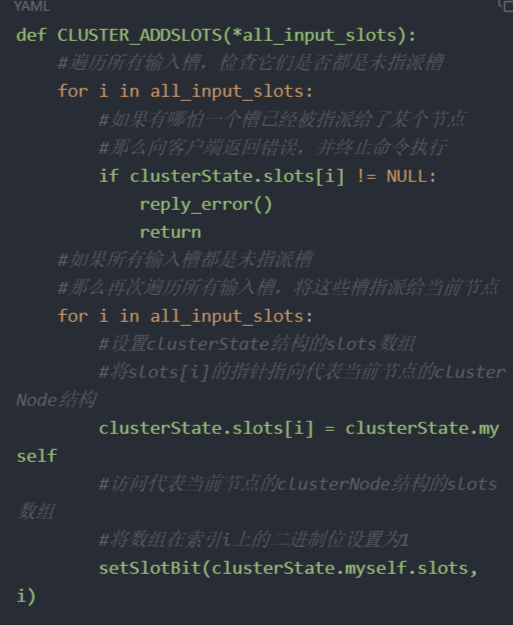 YAML
def CLUSTER_ADDSLOTS(*all_input_slots):
#遍历所有输入槽，检查它们是否都是未指派槽
for i in all_input_slots:
#如果有哪怕一个槽已经被指派给了某个节点
#那么向客户端返回错误，并终止命令执行
if clusterState.slots[i] != NULL:
reply_error()
return
#如果所有输入槽都是未指派槽
#那么再次遍历所有输入槽，将这些槽指派给当前节点
for i in all_input_slots:
#设置clusterState结构的slots数组
#将slots[i]的指针指向代表当前节点的cluster
Node结构
clusterState.slots[i] = clusterState.my
self
#访问代表当前节点的clusterNode结构的slots
数组
#将数组在索引i上的二进制位设置为1
setSlotBit(clusterState.myself.slots,
i)